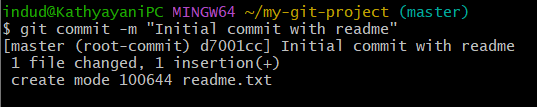 indud@KathyayaniPC MINGW64 ~/my-git-project (master)
$ git commit -m "Initial commit with readme"
[master (root-commit) d7001cc] Initial commit with readme
 1 file changed, 1 insertion(+)
 create mode 100644 readme.txt